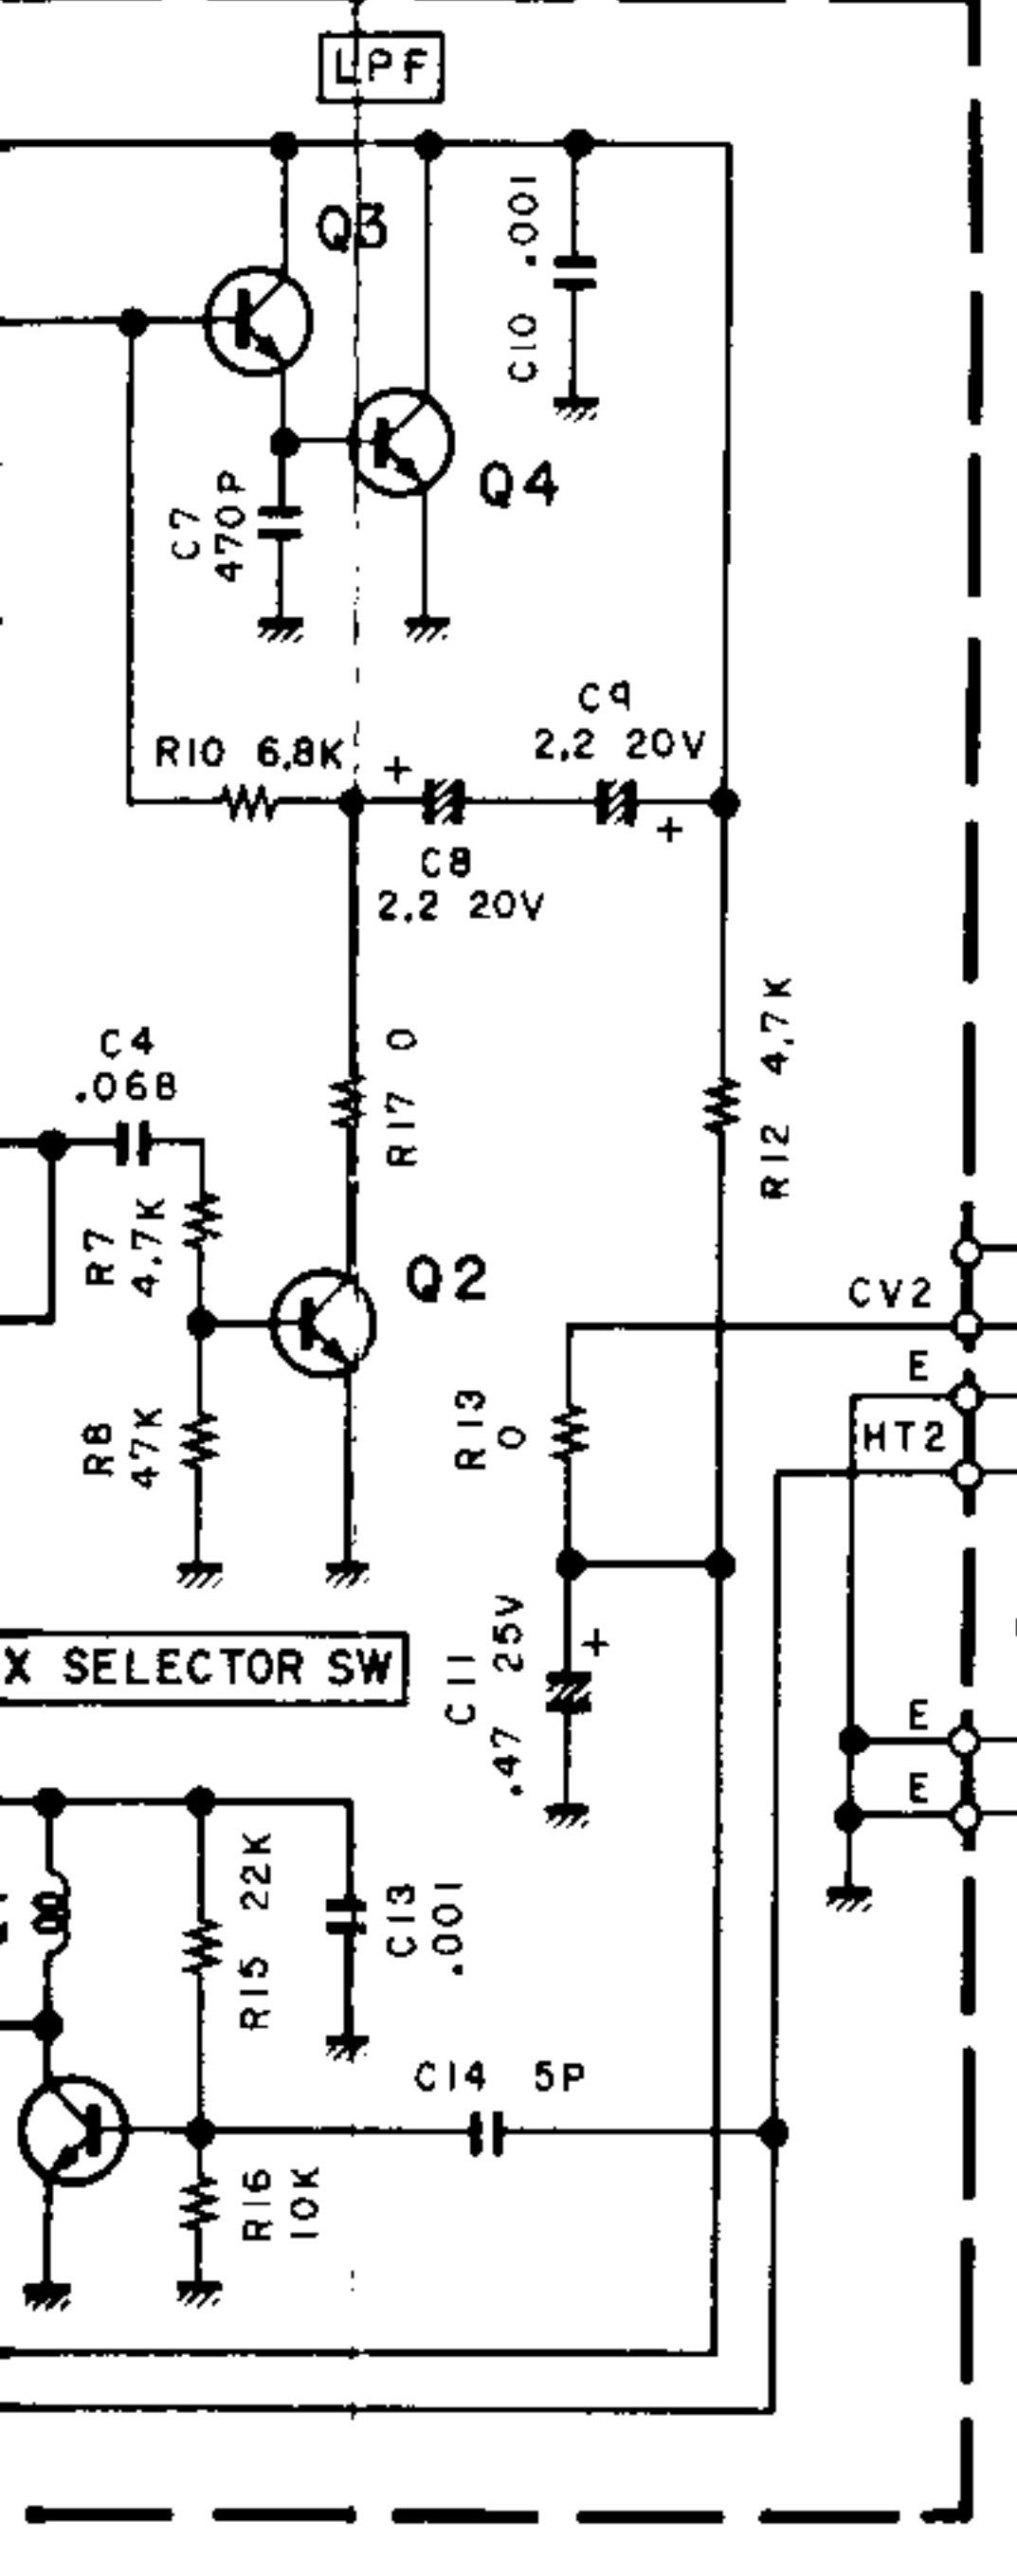 LPF
Q3
C10 .001
Q4
C7
470P
C9
2.2 20V
R10 6.8K
+
+
C8
2.2 20V
R12 4.7K
R17 0
C4
.068
R7
4.7K
Q2
CV2
E
HT2
R8
47K
R13
0
X SELECTOR SW
C11
.47 25V
+
E
E
R15 22K
C13
.001
C14 5P
R16
10K